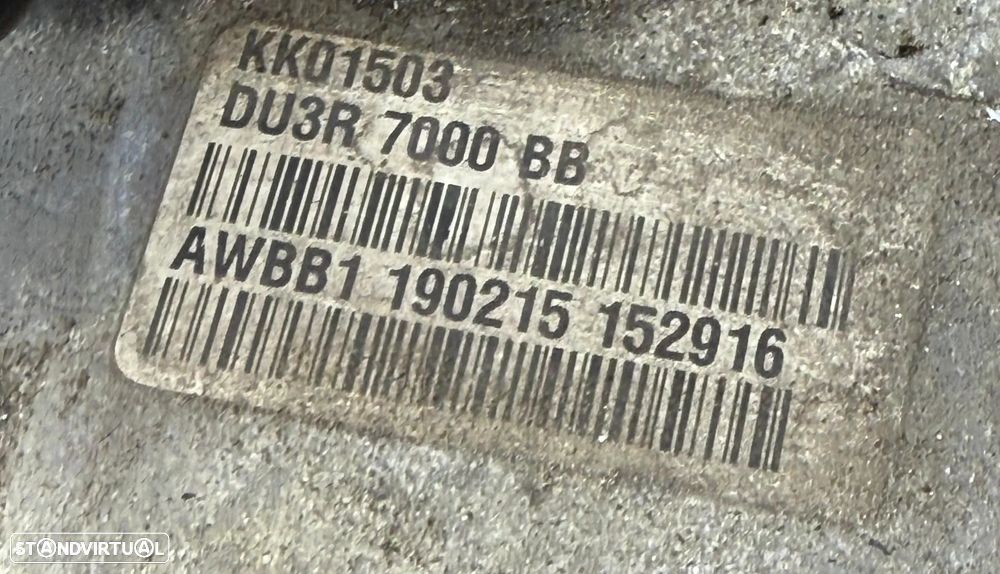 KK01503
DU3R 7000 BB
AWBB1 190215 152916
STANDVIRTUAL